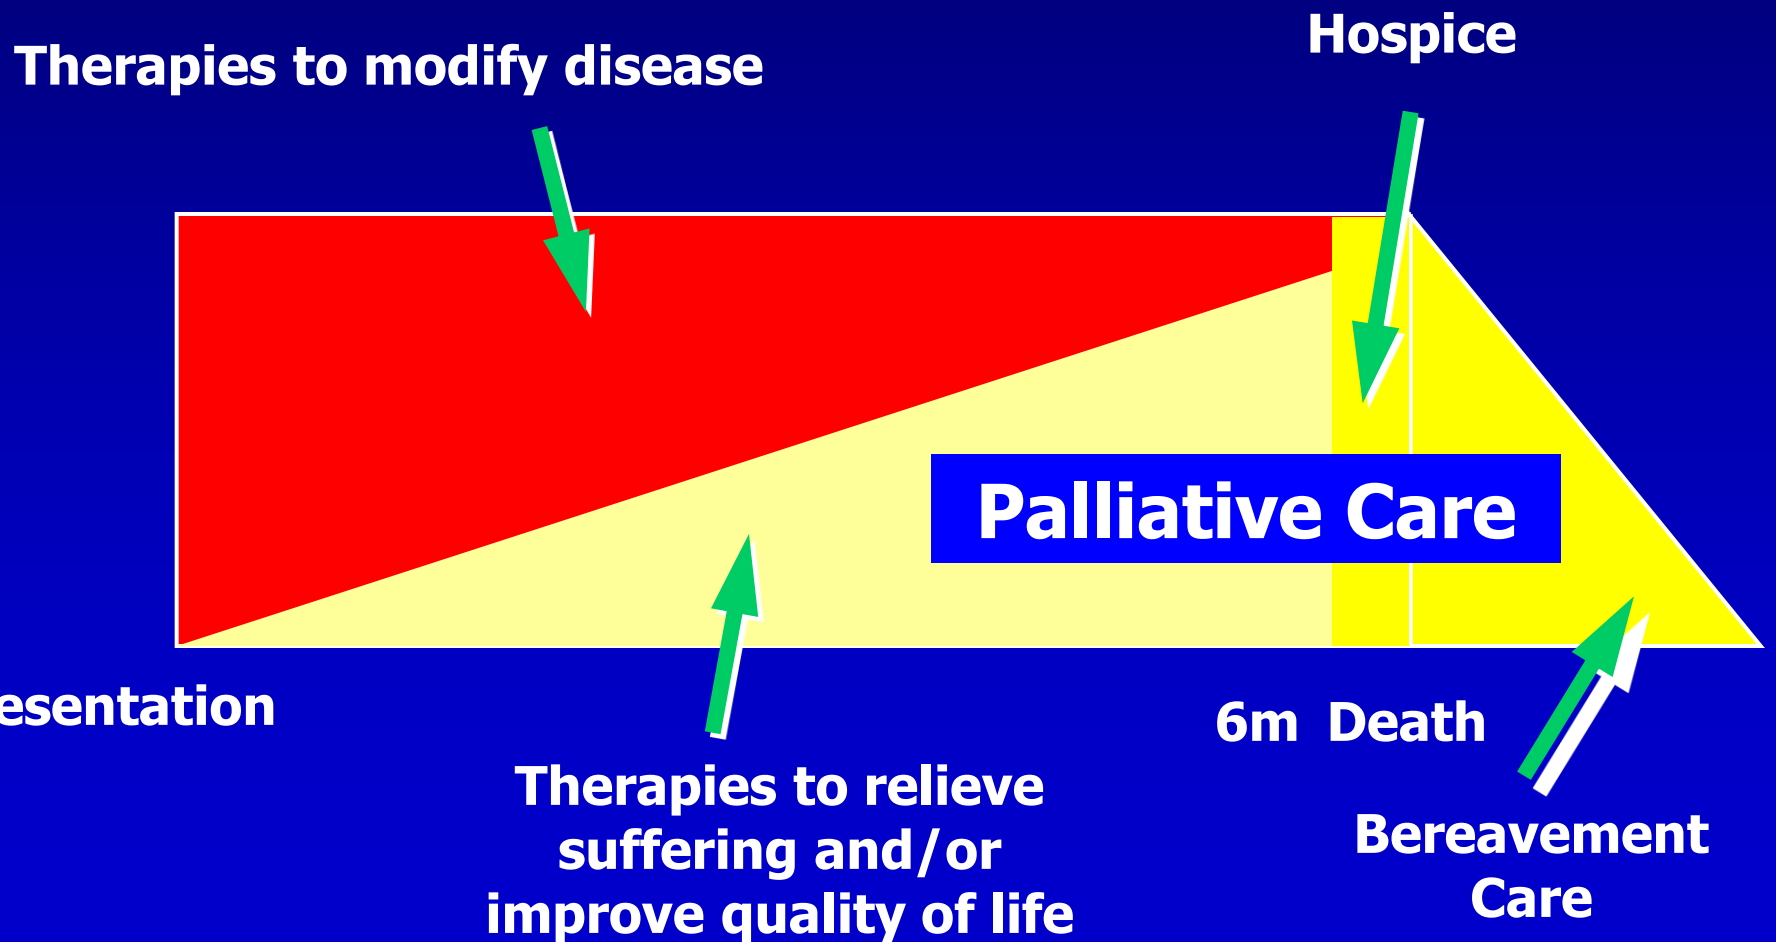 Hospice
Therapies to modify disease
Palliative Care
esentation
6m Death
Therapies to relieve
suffering and/or
improve quality of life
Bereavement
Care